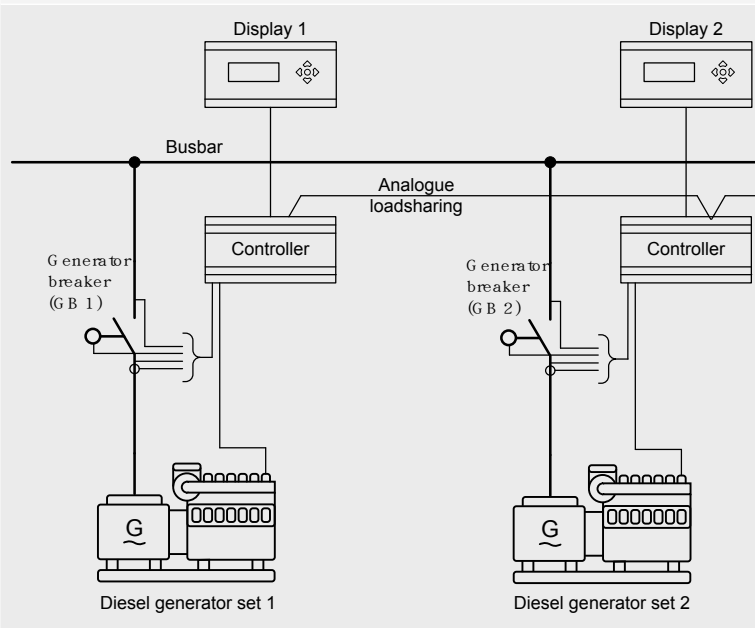 Display 1
Display 2
Busbar
Analogue
loadsharing
Controller
Controller
Generator
breaker
(GB 1)
Generator
breaker
(GB 2)
G
G
Diesel generator set 1
Diesel generator set 2